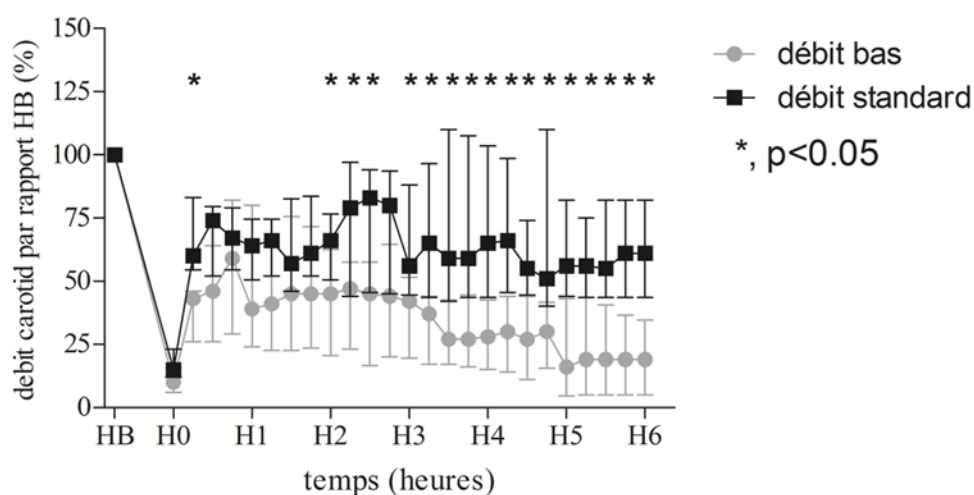 debit carotid par rapport HB (%)
150
125
100
75
50
25
0
* * * * * * * * * * * * * * * * *
HB H0 H1 H2 H3 H4 H5 H6
temps (heures)
débit bas
débit standard
*, p<0.05